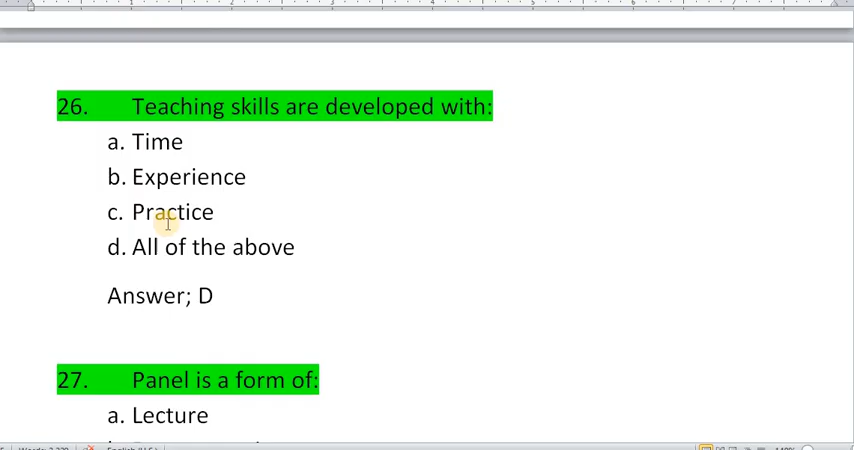 26. Teaching skills are developed with:
a. Time
b. Experience
c. Practice
d. All of the above
Answer; D
27. Panel is a form of:
a. Lecture